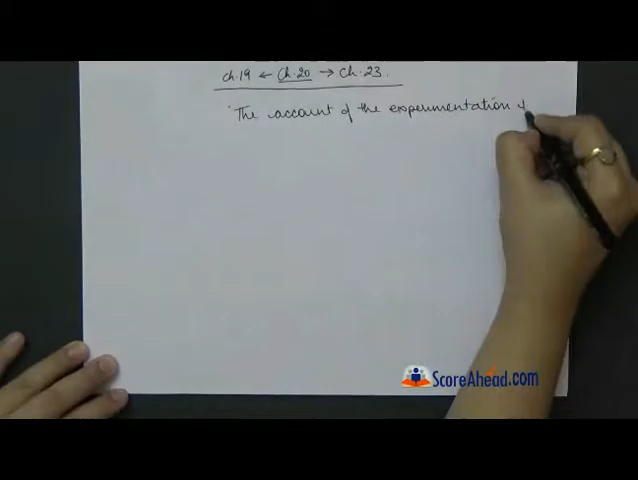 ch.19 ← Ch.20 → Ch.23.
The account of the experimentation
ScoreAhead.com